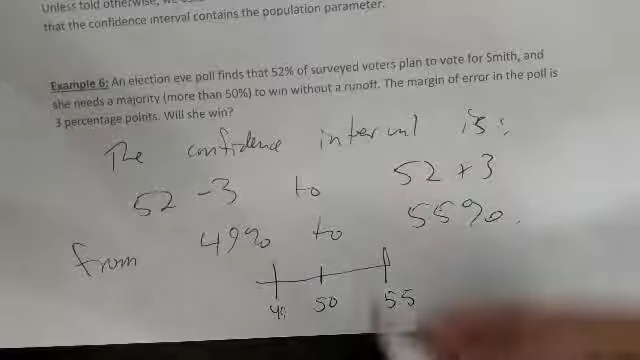 Unless told otherwise, we
that the confidence interval contains the population parameter.
Example 6: An election eve poll finds that 52% of surveyed voters plan to vote for Smith, and
she needs a majority (more than 50%) to win without a runoff. The margin of error in the poll is
3 percentage points. Will she win?
The confidence interval is:
52 - 3 to 52 + 3
from 49% to 55%.
49 50 55